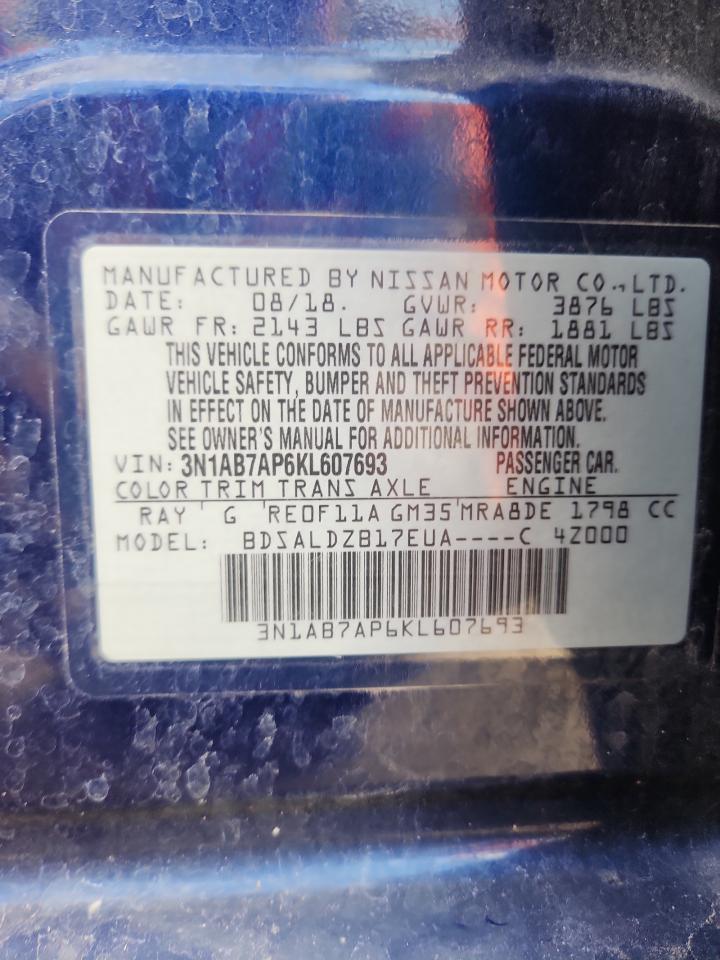 MANUFACTURED BY NISSAN MOTOR CO., LTD.
DATE: 08/18. GVWR: 3876 LBS
GAWR FR: 2143 LBS GAWR RR: 1881 LBS
THIS VEHICLE CONFORMS TO ALL APPLICABLE FEDERAL MOTOR
VEHICLE SAFETY, BUMPER AND THEFT PREVENTION STANDARDS
IN EFFECT ON THE DATE OF MANUFACTURE SHOWN ABOVE.
SEE OWNER'S MANUAL FOR ADDITIONAL INFORMATION.
VIN: 3N1AB7AP6KL607693 PASSENGER CAR.
COLOR TRIM TRANS AXLE ENGINE
RAY G RE0F11A GM35 MRA8DE 1798 CC
MODEL: BDSALDZB17EUA----C 4Z000
3N1AB7AP6KL607693